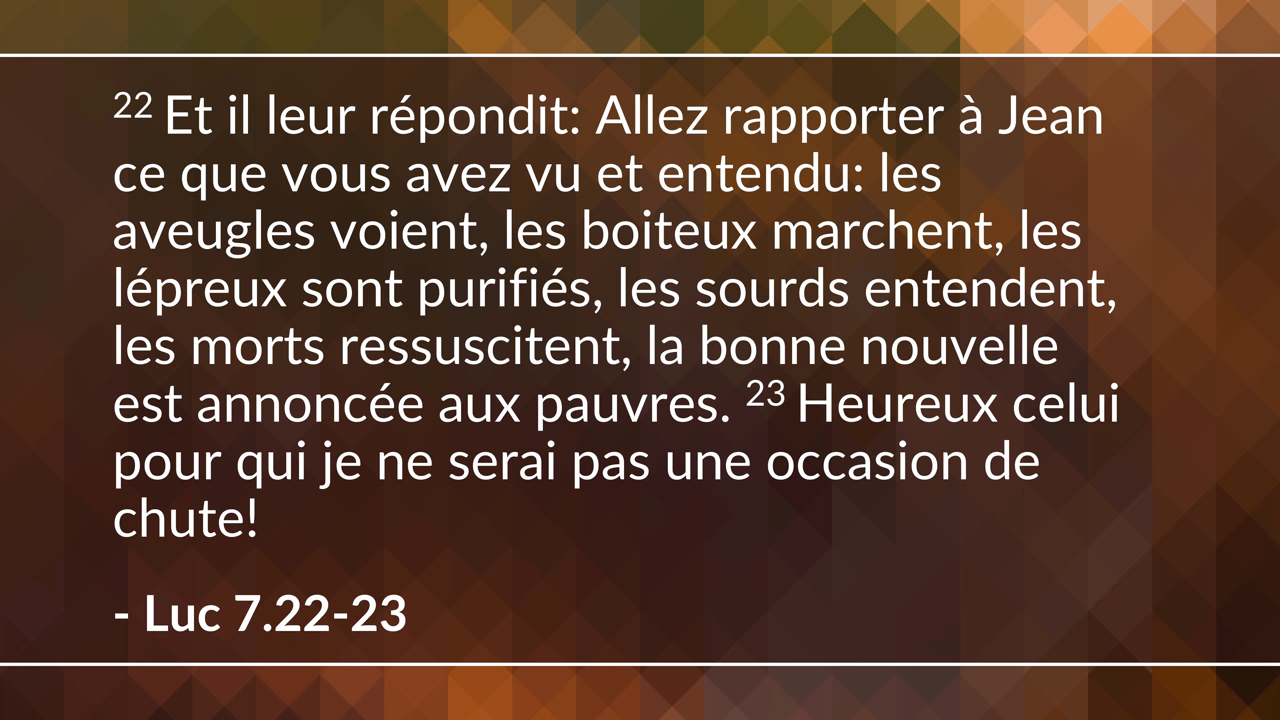 22 Et il leur répondit: Allez rapporter à Jean
ce que vous avez vu et entendu: les
aveugles voient, les boiteux marchent, les
lépreux sont purifiés, les sourds entendent,
les morts ressuscitent, la bonne nouvelle
est annoncée aux pauvres. 23 Heureux celui
pour qui je ne serai pas une occasion de
chute!
- Luc 7.22-23